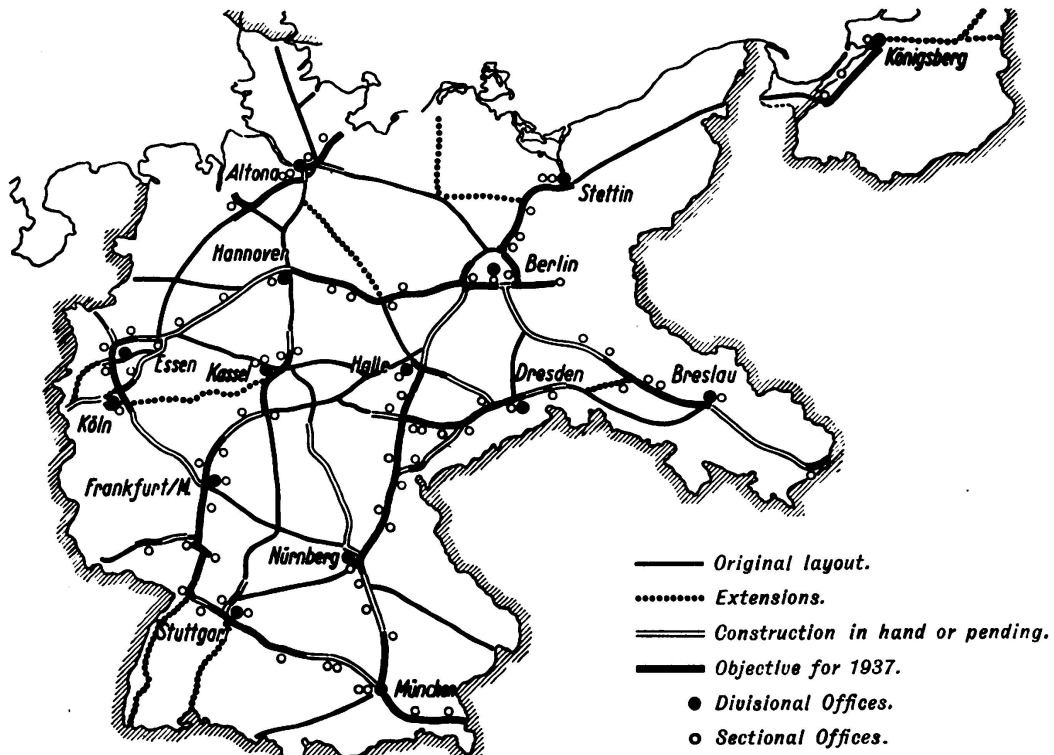 Königsberg
Altona
Stettin
Hannover
Berlin
Essen
Kassel
Halle
Dresden
Breslau
Köln
Frankfurt/M.
Nürnberg
Stuttgart
München
Original layout.
Extensions.
Construction in hand or pending.
Objective for 1937.
Divisional Offices.
Sectional Offices.